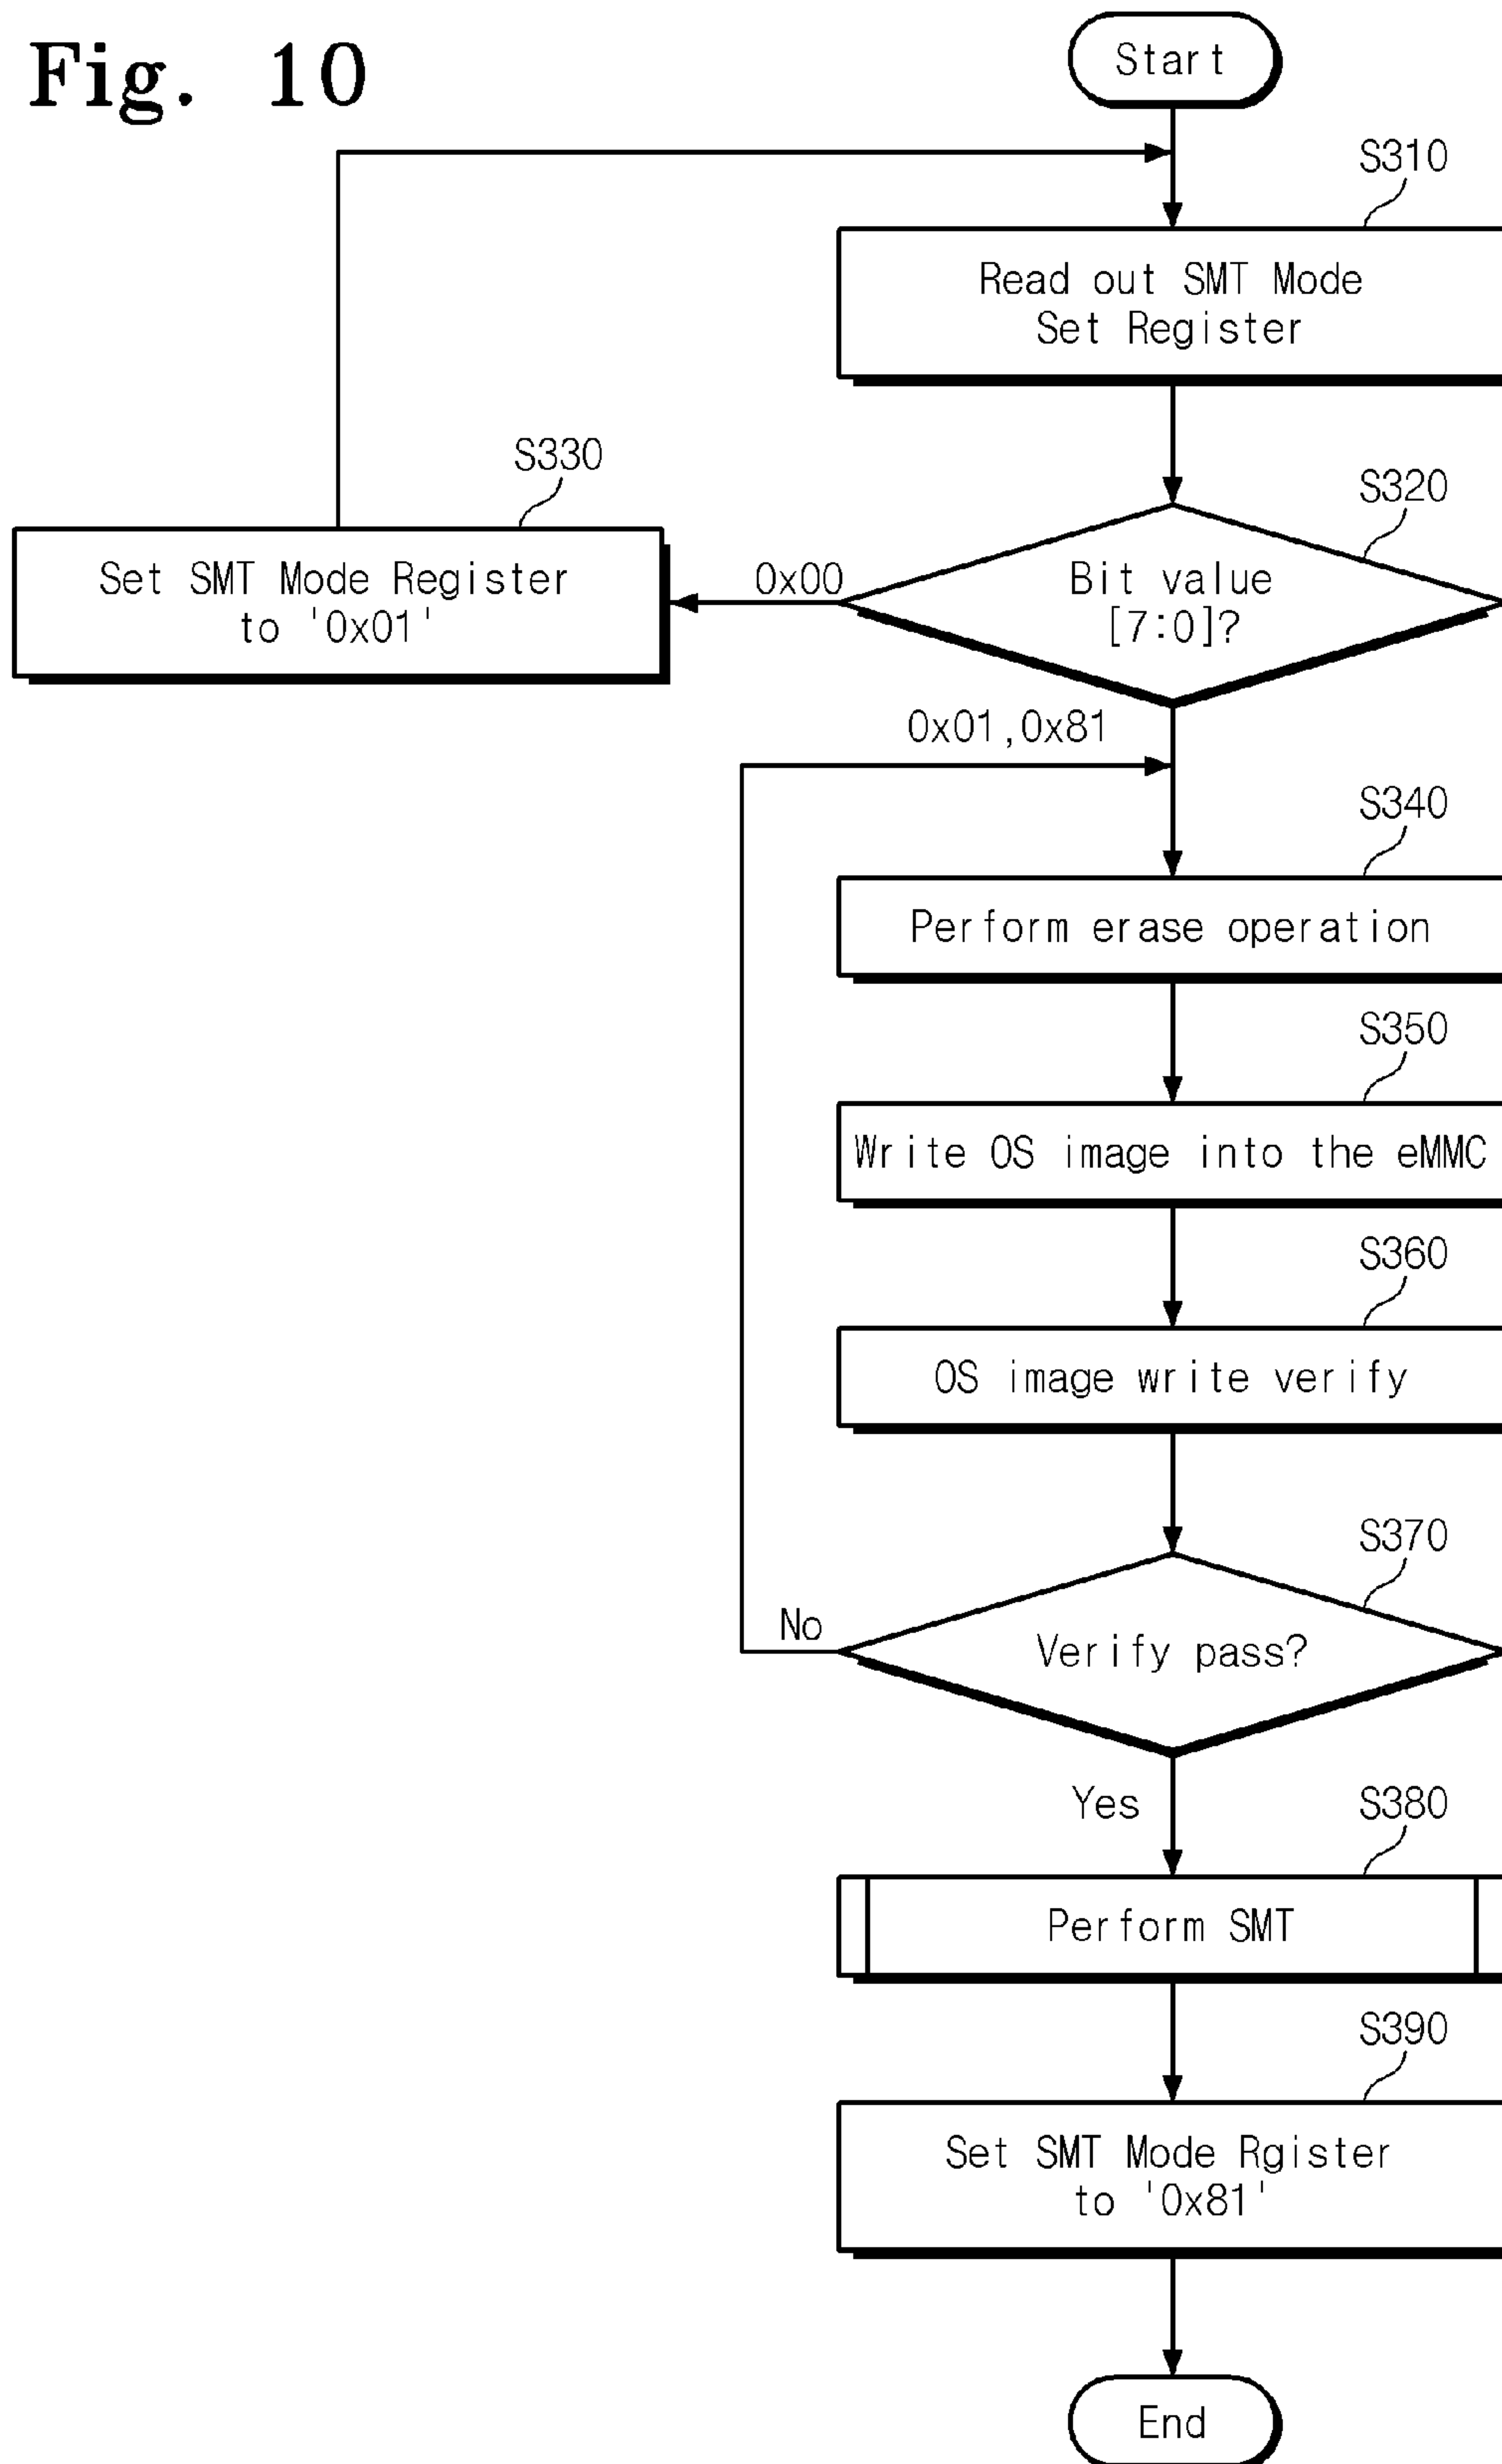 Fig. 10
Start
S310
Read out SMT Mode
Set Register
S330
S320
Set SMT Mode Register
to '0x01'
0x00
Bit value
[7:0]?
0x01,0x81
S340
Perform erase operation
S350
Write OS image into the eMMC
S360
OS image write verify
S370
No
Verify pass?
Yes
S380
Perform SMT
S390
Set SMT Mode Rgister
to '0x81'
End